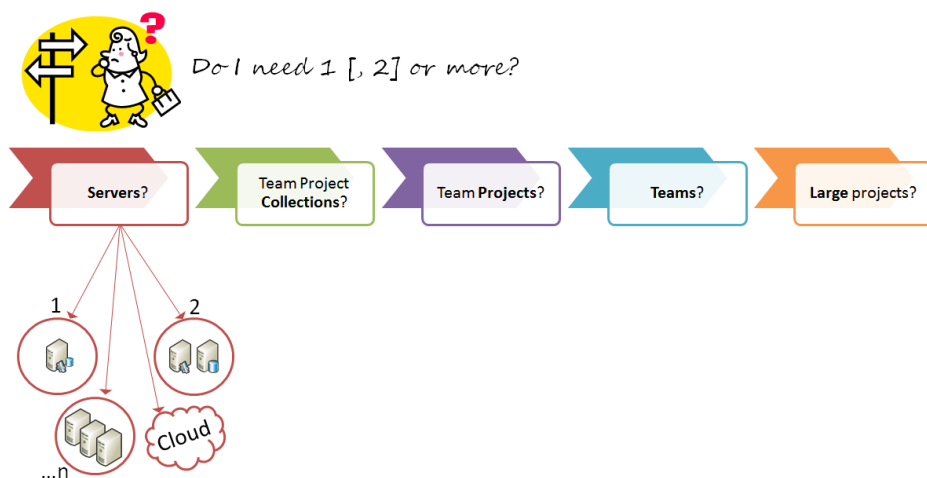 ?
Do I need 1 [, 2] or more?
Servers?
Team Project
Collections?
Team Projects?
Teams?
Large projects?
1
2
Cloud
...n